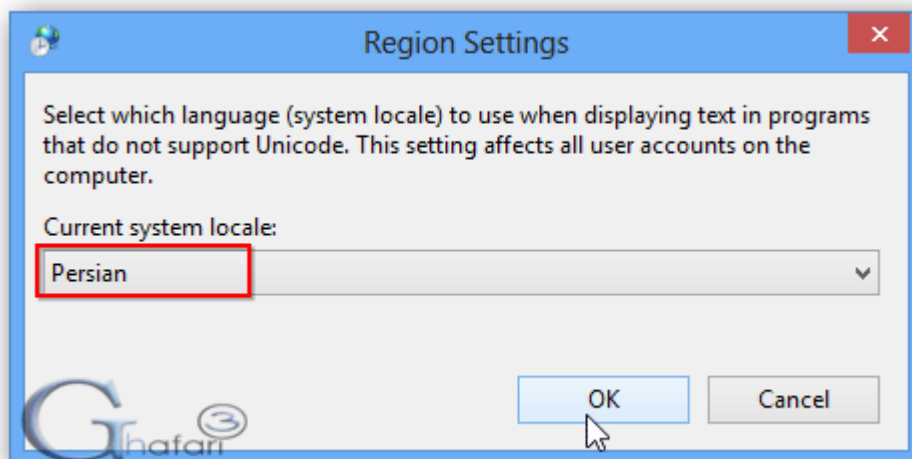 Region Settings
Select which language (system locale) to use when displaying text in programs
that do not support Unicode. This setting affects all user accounts on the
computer.
Current system locale:
Persian
OK
Cancel
Ghafari
3